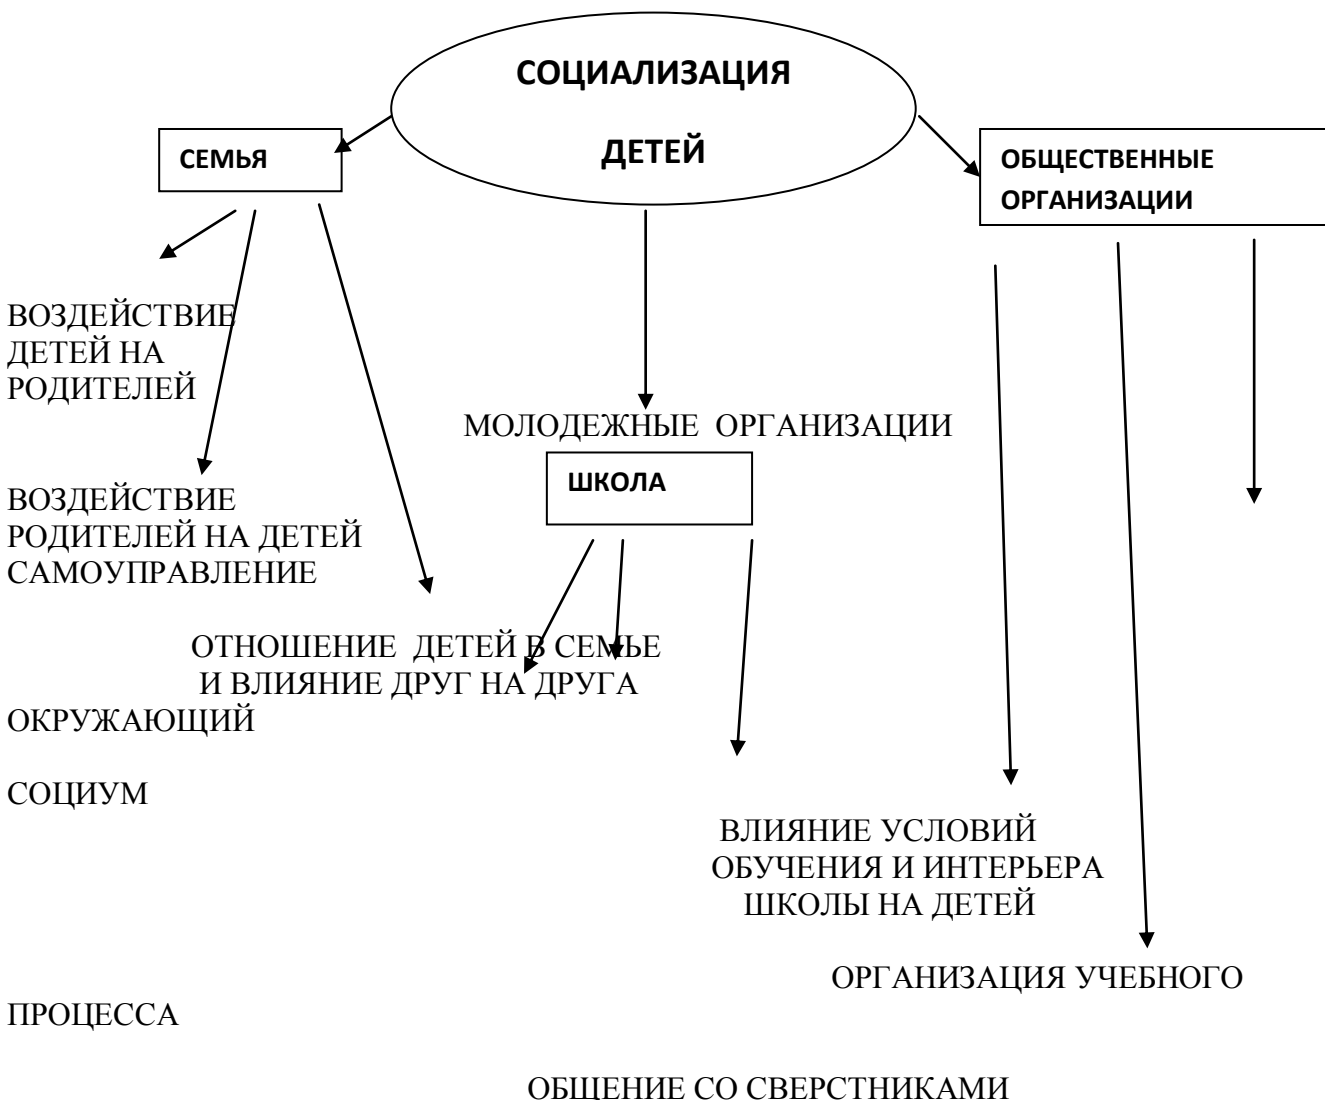 СОЦИАЛИЗАЦИЯ
ДЕТЕЙ
СЕМЬЯ
ОБЩЕСТВЕННЫЕ
ОРГАНИЗАЦИИ
ВОЗДЕЙСТВИЕ
ДЕТЕЙ НА
РОДИТЕЛЕЙ
МОЛОДЕЖНЫЕ ОРГАНИЗАЦИИ
ШКОЛА
ВОЗДЕЙСТВИЕ
РОДИТЕЛЕЙ НА ДЕТЕЙ
САМОУПРАВЛЕНИЕ
ОТНОШЕНИЕ ДЕТЕЙ В СЕМЬЕ
И ВЛИЯНИЕ ДРУГ НА ДРУГА
ОКРУЖАЮЩИЙ
СОЦИУМ
ВЛИЯНИЕ УСЛОВИЙ
ОБУЧЕНИЯ И ИНТЕРЬЕРА
ШКОЛЫ НА ДЕТЕЙ
ОРГАНИЗАЦИЯ УЧЕБНОГО
ПРОЦЕССА
ОБЩЕНИЕ СО СВЕРСТНИКАМИ